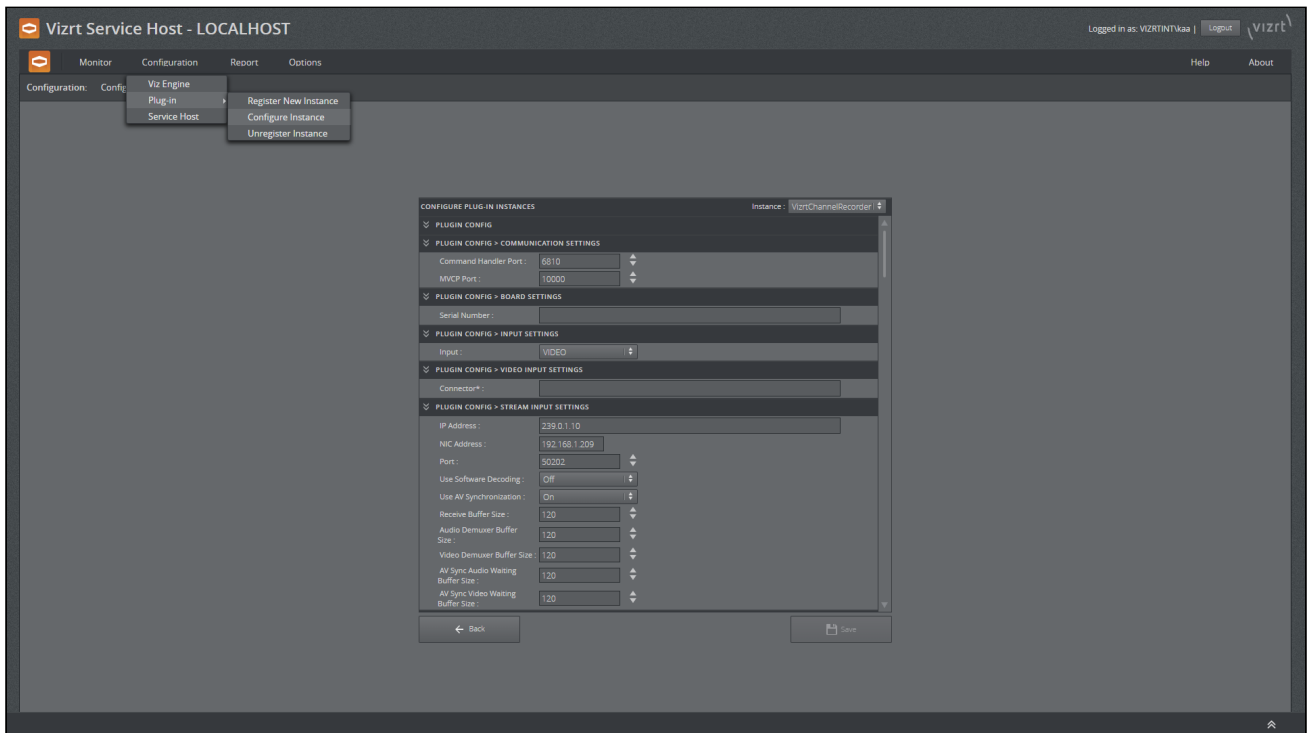 Vizrt Service Host - LOCALHOST
Logged in as: VIZRTINT\kaa | Logout vizrt
Monitor Configuration Report Options Help About
Configuration: Config
Viz Engine
Plug-in
Service Host
Register New Instance
Configure Instance
Unregister Instance
CONFIGURE PLUG-IN INSTANCES Instance : VizrtChannelRecorder
PLUGIN CONFIG
PLUGIN CONFIG > COMMUNICATION SETTINGS
Command Handler Port : 6810
MVCP Port : 10000
PLUGIN CONFIG > BOARD SETTINGS
Serial Number :
PLUGIN CONFIG > INPUT SETTINGS
Input : VIDEO
PLUGIN CONFIG > VIDEO INPUT SETTINGS
Connector* :
PLUGIN CONFIG > STREAM INPUT SETTINGS
IP Address : 239.0.1.10
NIC Address : 192.168.1.209
Port : 50202
Use Software Decoding : Off
Use AV Synchronization : On
Receive Buffer Size : 120
Audio Demuxer Buffer
Size : 120
Video Demuxer Buffer Size : 120
AV Sync Audio Waiting
Buffer Size : 120
AV Sync Video Waiting
Buffer Size : 120
Back Save